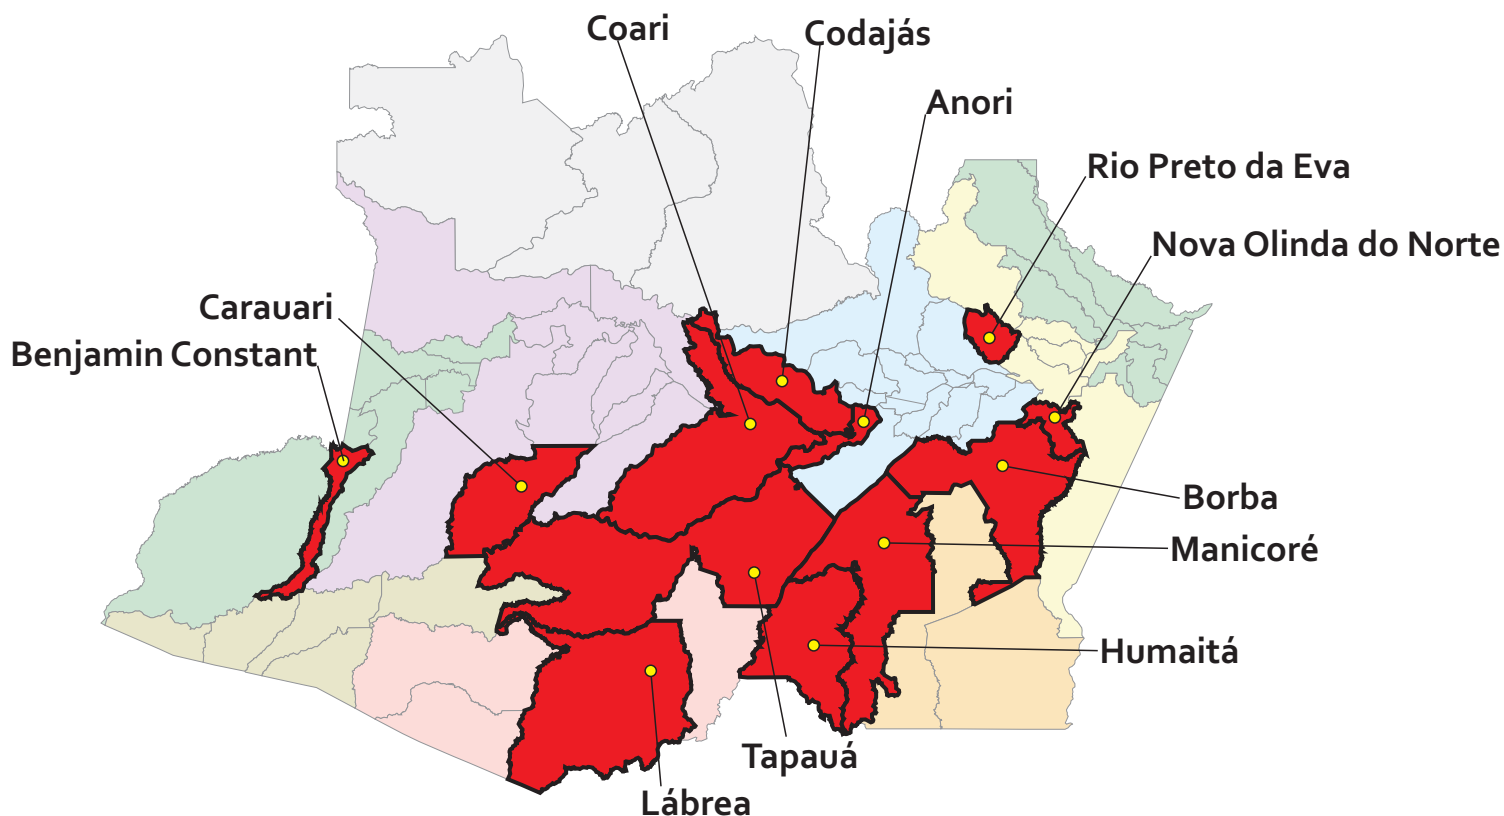 Coari
Codajás
Anori
Rio Preto da Eva
Nova Olinda do Norte
Carauari
Benjamin Constant
Borba
Manicoré
Humaitá
Tapauá
Lábrea